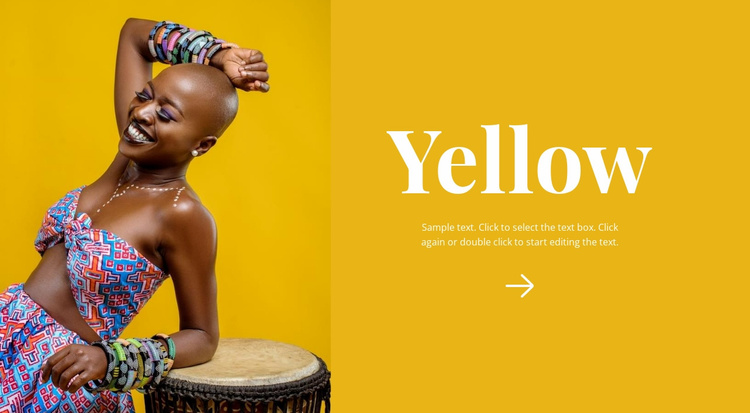 Yellow
Sample text. Click to select the text box. Click
again or double click to start editing the text.